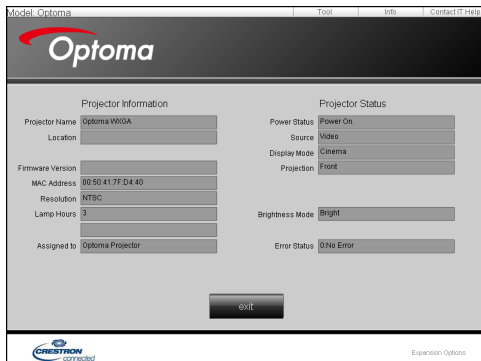 Model: Optoma
Tool
Info
Contact IT Help
Optoma
Projector Information
Projector Name
Optoma WXGA
Location
Firmware Version
MAC Address
00:50:41:7F:D4:40
Resolution
NTSC
Lamp Hours
3
Assigned to
Optoma Projector
Projector Status
Power Status
Power On.
Source
Video
Display Mode
Cinema
Projection
Front
Brightness Mode
Bright
Error Status
0:No Error
exit
CRESTRON
connected
Expansion Options